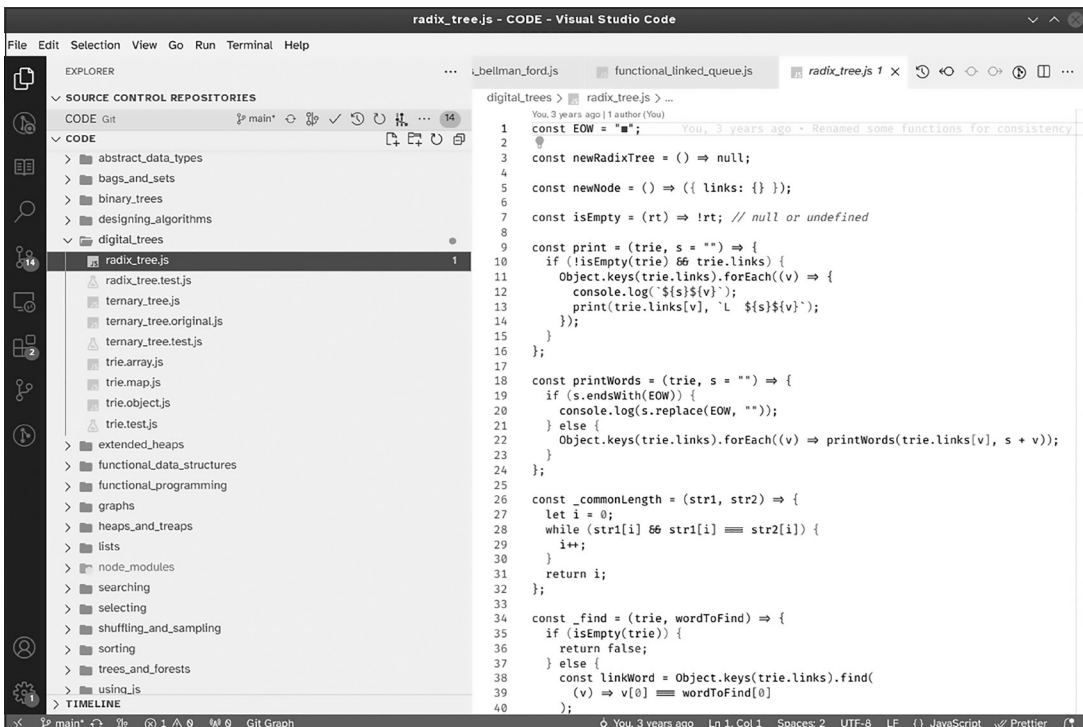 radix_tree.js - CODE - Visual Studio Code
File Edit Selection View Go Run Terminal Help
EXPLORER
SOURCE CONTROL REPOSITORIES
CODE Git main* 14
CODE
abstract_data_types
bags_and_sets
binary_trees
designing_algorithms
digital_trees
radix_tree.js 1
radix_tree.test.js
ternary_tree.js
ternary_tree.original.js
ternary_tree.test.js
trie.array.js
trie.map.js
trie.object.js
trie.test.js
extended_heaps
functional_data_structures
functional_programming
graphs
heaps_and_treaps
lists
node_modules
searching
selecting
shuffling_and_sampling
sorting
trees_and_forests
using_js
TIMELINE
14
2
1
_bellman_ford.js functional_linked_queue.js radix_tree.js 1
digital_trees > radix_tree.js > ...
You, 3 years ago | 1 author (You)
1 const EOW = "■"; You, 3 years ago • Renamed some functions for consistency
2
3 const newRadixTree = () ⇒ null;
4
5 const newNode = () ⇒ ({ links: {} });
6
7 const isEmpty = (rt) ⇒ !rt; // null or undefined
8
9 const print = (trie, s = "") ⇒ {
10 if (!isEmpty(trie) && trie.links) {
11 Object.keys(trie.links).forEach((v) ⇒ {
12 console.log(`${s}${v}`);
13 print(trie.links[v], `L  ${s}${v}`);
14 });
15 }
16 };
17
18 const printWords = (trie, s = "") ⇒ {
19 if (s.endsWith(EOW)) {
20 console.log(s.replace(EOW, ""));
21 } else {
22 Object.keys(trie.links).forEach((v) ⇒ printWords(trie.links[v], s + v));
23 }
24 };
25
26 const _commonLength = (str1, str2) ⇒ {
27 let i = 0;
28 while (str1[i] && str1[i] === str2[i]) {
29 i++;
30 }
31 return i;
32 };
33
34 const _find = (trie, wordToFind) ⇒ {
35 if (isEmpty(trie)) {
36 return false;
37 } else {
38 const linkWord = Object.keys(trie.links).find(
39 (v) ⇒ v[0] === wordToFind[0]
40 );
main* 1 0 0 Git Graph You, 3 years ago Ln 1, Col 1 Spaces: 2 UTF-8 LF {} JavaScript Prettier